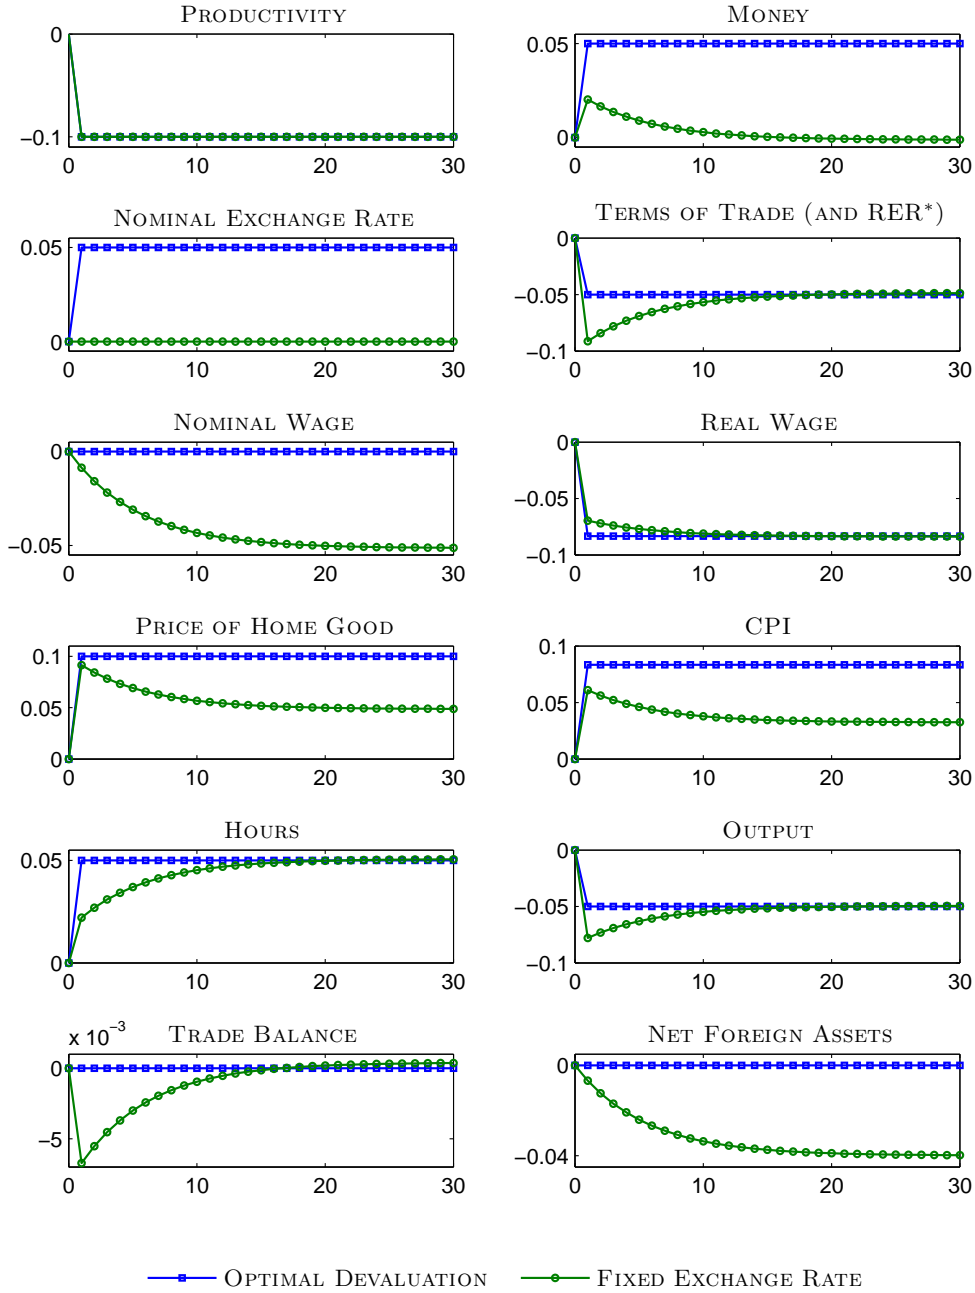 PRODUCTIVITY
0
−0.1
0 10 20 30
MONEY
0.05
0
0 10 20 30
NOMINAL EXCHANGE RATE
0.05
0
0 10 20 30
TERMS OF TRADE (AND RER*)
0
−0.05
−0.1
0 10 20 30
NOMINAL WAGE
0
−0.05
0 10 20 30
REAL WAGE
0
−0.05
−0.1
0 10 20 30
PRICE OF HOME GOOD
0.1
0.05
0
0 10 20 30
CPI
0.1
0.05
0
0 10 20 30
HOURS
0.05
0
0 10 20 30
OUTPUT
0
−0.05
−0.1
0 10 20 30
x 10⁻³ TRADE BALANCE
0
−5
0 10 20 30
NET FOREIGN ASSETS
0
−0.04
0 10 20 30
OPTIMAL DEVALUATION FIXED EXCHANGE RATE